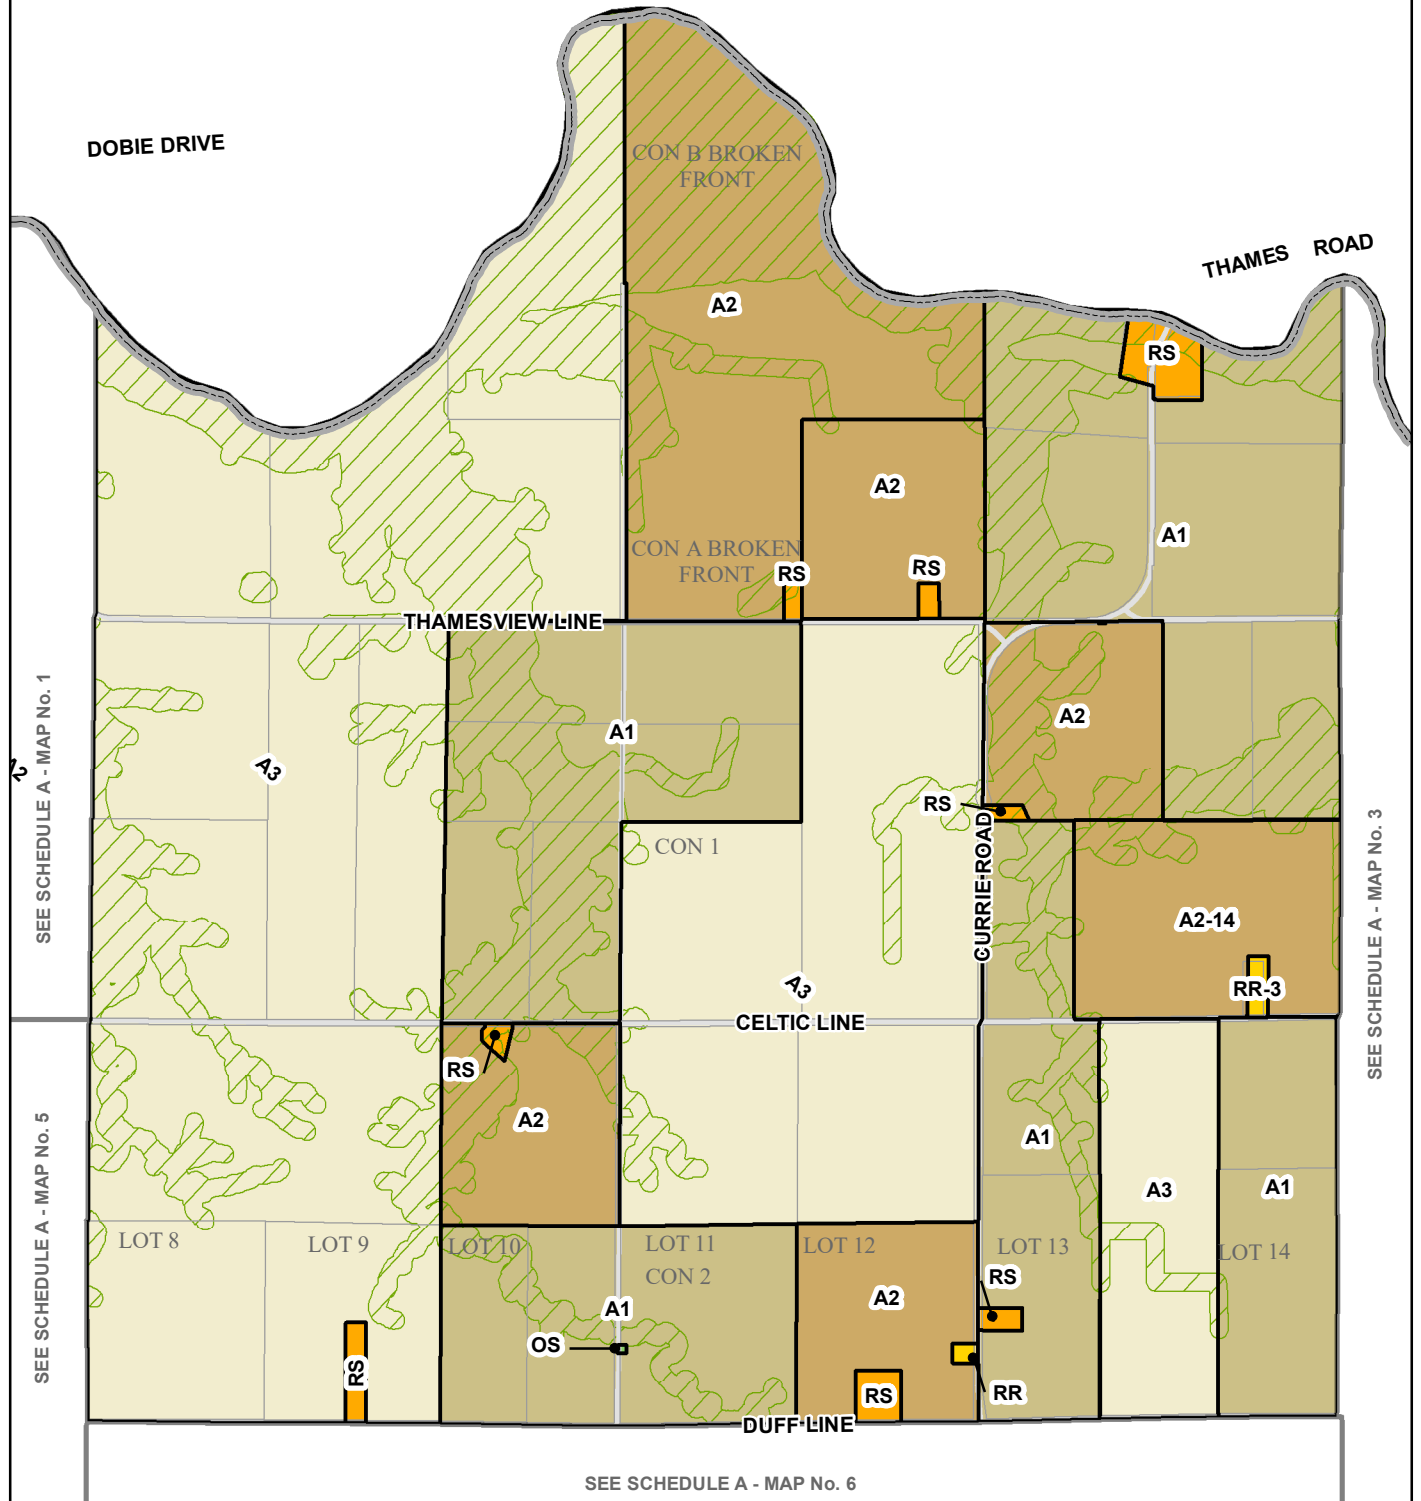 DOBIE DRIVE
CON B BROKEN
FRONT
THAMES ROAD
A2
RS
A2
A1
CON A BROKEN
FRONT
RS
RS
THAMESVIEW LINE
SEE SCHEDULE A - MAP No. 1
A2
A3
A1
A2
RS
CURRIE ROAD
CON 1
SEE SCHEDULE A - MAP No. 3
A2-14
RR-3
A3
CELTIC LINE
RS
A2
A1
A3
A1
SEE SCHEDULE A - MAP No. 5
LOT 8
LOT 9
LOT 10
LOT 11
CON 2
LOT 12
LOT 13
LOT 14
RS
A2
A1
OS
RS
RS
RR
DUFF LINE
SEE SCHEDULE A - MAP No. 6